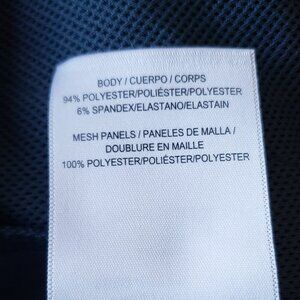 BODY / CUERPO / CORPS
94% POLYESTER/POLIÉSTER/POLYESTER
6% SPANDEX/ELASTANO/ELASTAIN
MESH PANELS / PANELES DE MALLA /
DOUBLURE EN MAILLE
100% POLYESTER/POLIÉSTER/POLYESTER